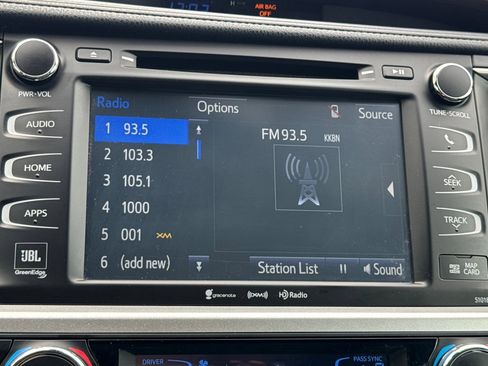 AIR BAG
OFF
PWR•VOL
TUNE•SCROLL
AUDIO
HOME
APPS
JBL
GreenEdge
Radio
Options
Source
1 93.5
2 103.3
3 105.1
4 1000
5 001 XM
6 (add new)
FM 93.5 KKBN
Station List
Sound
SEEK
TRACK
MAP
CARD
gracenote
((XM))
HD Radio
DRIVER
PASS SYNC